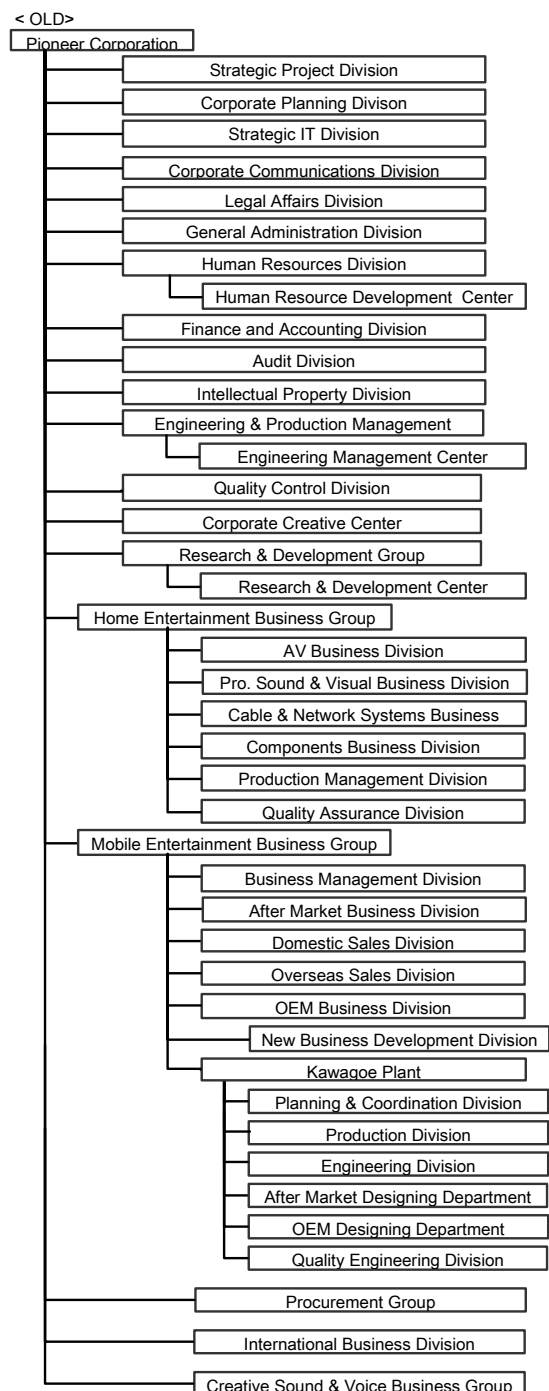 < OLD>
Pioneer Corporation
Strategic Project Division
Corporate Planning Divison
Strategic IT Division
Corporate Communications Division
Legal Affairs Division
General Administration Division
Human Resources Division
Human Resource Development Center
Finance and Accounting Division
Audit Division
Intellectual Property Division
Engineering & Production Management
Engineering Management Center
Quality Control Division
Corporate Creative Center
Research & Development Group
Research & Development Center
Home Entertainment Business Group
AV Business Division
Pro. Sound & Visual Business Division
Cable & Network Systems Business
Components Business Division
Production Management Division
Quality Assurance Division
Mobile Entertainment Business Group
Business Management Division
After Market Business Division
Domestic Sales Division
Overseas Sales Division
OEM Business Division
New Business Development Division
Kawagoe Plant
Planning & Coordination Division
Production Division
Engineering Division
After Market Designing Department
OEM Designing Department
Quality Engineering Division
Procurement Group
International Business Division
Creative Sound & Voice Business Group